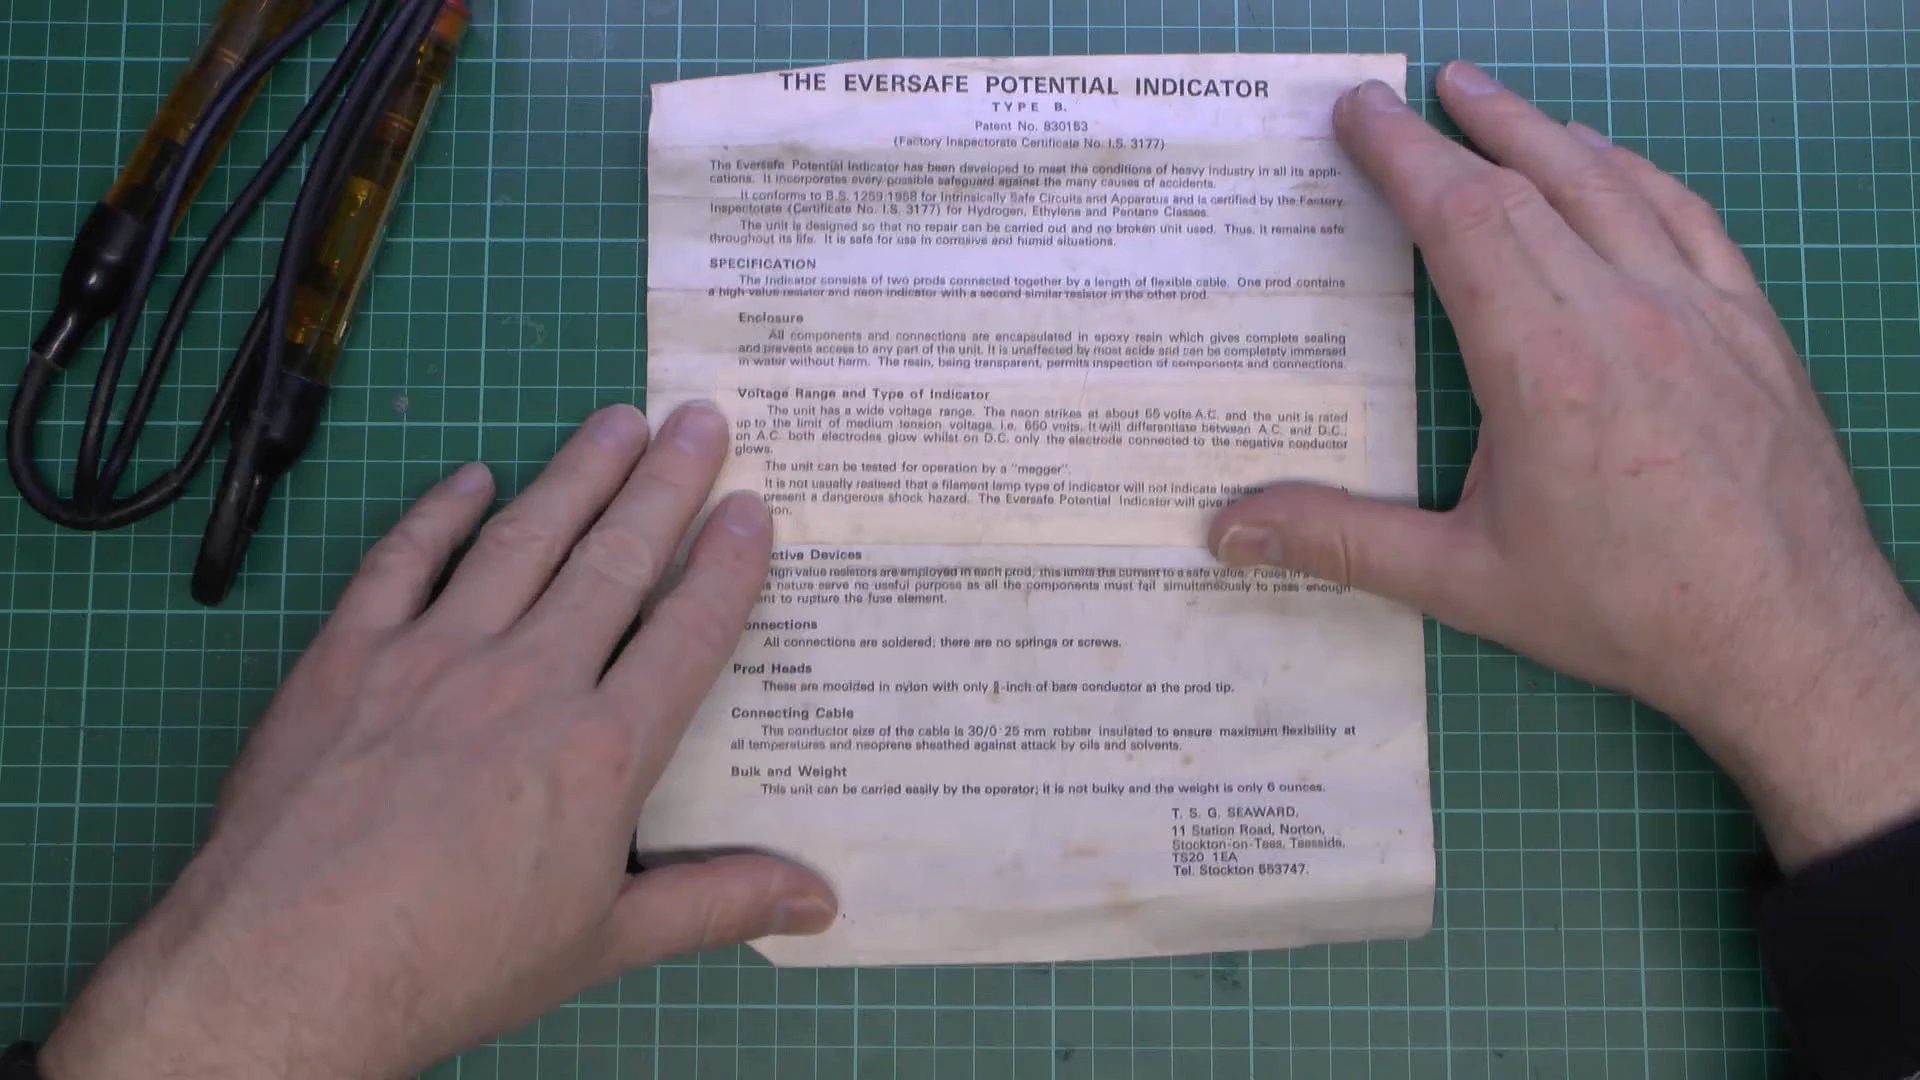 THE EVERSAFE POTENTIAL INDICATOR
TYPE B.
Patent No. 830153
(Factory Inspectorate Certificate No. I.S. 3177)
The Eversafe Potential Indicator has been developed to meet the conditions of heavy industry in all its appli-
cations. It incorporates every possible safeguard against the many causes of accidents.
It conforms to B.S. 1259:1958 for Intrinsically Safe Circuits and Apparatus and is certified by the Factory
Inspectorate (Certificate No. I.S. 3177) for Hydrogen, Ethylene and Pentane Classes.
The unit is designed so that no repair can be carried out and no broken unit used. Thus, it remains safe
throughout its life. It is safe for use in corrosive and humid situations.
SPECIFICATION
The Indicator consists of two prods connected together by a length of flexible cable. One prod contains
a high value resistor and neon indicator with a second similar resistor in the other prod.
Enclosure
All components and connections are encapsulated in epoxy resin which gives complete sealing
and prevents access to any part of the unit. It is unaffected by most acids and can be completely immersed
in water without harm. The resin, being transparent, permits inspection of components and connections.
Voltage Range and Type of Indicator
The unit has a wide voltage range. The neon strikes at about 65 volts A.C. and the unit is rated
up to the limit of medium tension voltage, i.e. 650 volts. It will differentiate between A.C. and D.C.,
on A.C. both electrodes glow whilst on D.C. only the electrode connected to the negative conductor
glows.
The unit can be tested for operation by a "megger".
It is not usually realised that a filament lamp type of indicator will not indicate
present a dangerous shock hazard. The Eversafe Potential Indicator will give
tion.
ctive Devices
High value resistors are employed in each prod; this limits the current to a safe value. Fuses
nature serve no useful purpose as all the components must fail simultaneously to pass enough
nt to rupture the fuse element.
onnections
All connections are soldered; there are no springs or screws.
Prod Heads
These are moulded in nylon with only -inch of bare conductor at the prod tip.
Connecting Cable
The conductor size of the cable is 30/0·25 mm rubber insulated to ensure maximum flexibility at
all temperatures and neoprene sheathed against attack by oils and solvents.
Bulk and Weight
This unit can be carried easily by the operator; it is not bulky and the weight is only 6 ounces.
T. S. G. SEAWARD,
11 Station Road, Norton,
Stockton-on-Tees, Teesside.
TS20 1EA
Tel. Stockton 553747.